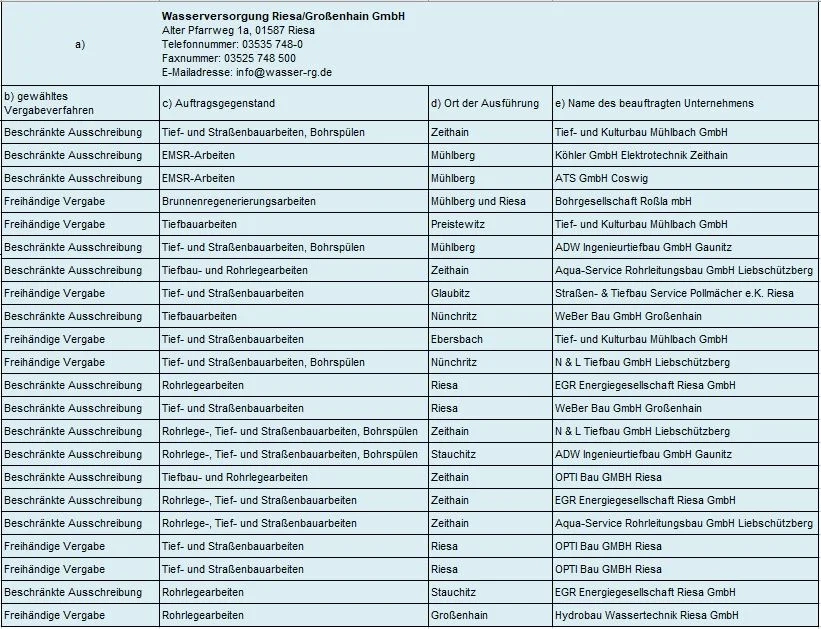 a)
Wasserversorgung Riesa/Großenhain GmbH
Alter Pfarrweg 1a, 01587 Riesa
Telefonnummer: 03535 748-0
Faxnummer: 03525 748 500
E-Mailadresse: info@wasser-rg.de
b) gewähltes Vergabeverfahren c) Auftragsgegenstand d) Ort der Ausführung e) Name des beauftragten Unternehmens
Beschränkte Ausschreibung Tief- und Straßenbauarbeiten, Bohrspülen Zeithain Tief- und Kulturbau Mühlbach GmbH
Beschränkte Ausschreibung EMSR-Arbeiten Mühlberg Köhler GmbH Elektrotechnik Zeithain
Beschränkte Ausschreibung EMSR-Arbeiten Mühlberg ATS GmbH Coswig
Freihändige Vergabe Brunnenregenerierungsarbeiten Mühlberg und Riesa Bohrgesellschaft Roßla mbH
Freihändige Vergabe Tiefbauarbeiten Preistewitz Tief- und Kulturbau Mühlbach GmbH
Beschränkte Ausschreibung Tief- und Straßenbauarbeiten, Bohrspülen Mühlberg ADW Ingenieurtiefbau GmbH Gaunitz
Beschränkte Ausschreibung Tiefbau- und Rohrlegearbeiten Zeithain Aqua-Service Rohrleitungsbau GmbH Liebschützberg
Freihändige Vergabe Tief- und Straßenbauarbeiten Glaubitz Straßen- & Tiefbau Service Pollmächer e.K. Riesa
Beschränkte Ausschreibung Tiefbauarbeiten Nünchritz WeBer Bau GmbH Großenhain
Freihändige Vergabe Tief- und Straßenbauarbeiten Ebersbach Tief- und Kulturbau Mühlbach GmbH
Freihändige Vergabe Tief- und Straßenbauarbeiten, Bohrspülen Nünchritz N & L Tiefbau GmbH Liebschützberg
Beschränkte Ausschreibung Rohrlegearbeiten Riesa EGR Energiegesellschaft Riesa GmbH
Beschränkte Ausschreibung Tief- und Straßenbauarbeiten Riesa WeBer Bau GmbH Großenhain
Beschränkte Ausschreibung Rohrlege-, Tief- und Straßenbauarbeiten, Bohrspülen Zeithain N & L Tiefbau GmbH Liebschützberg
Beschränkte Ausschreibung Rohrlege-, Tief- und Straßenbauarbeiten, Bohrspülen Stauchitz ADW Ingenieurtiefbau GmbH Gaunitz
Beschränkte Ausschreibung Tiefbau- und Rohrlegearbeiten Zeithain OPTI Bau GMBH Riesa
Beschränkte Ausschreibung Rohrlege-, Tief- und Straßenbauarbeiten Zeithain EGR Energiegesellschaft Riesa GmbH
Beschränkte Ausschreibung Rohrlege-, Tief- und Straßenbauarbeiten Zeithain Aqua-Service Rohrleitungsbau GmbH Liebschützberg
Freihändige Vergabe Tief- und Straßenbauarbeiten Riesa OPTI Bau GMBH Riesa
Freihändige Vergabe Tief- und Straßenbauarbeiten Riesa OPTI Bau GMBH Riesa
Beschränkte Ausschreibung Rohrlegearbeiten Stauchitz EGR Energiegesellschaft Riesa GmbH
Freihändige Vergabe Rohrlegearbeiten Großenhain Hydrobau Wassertechnik Riesa GmbH